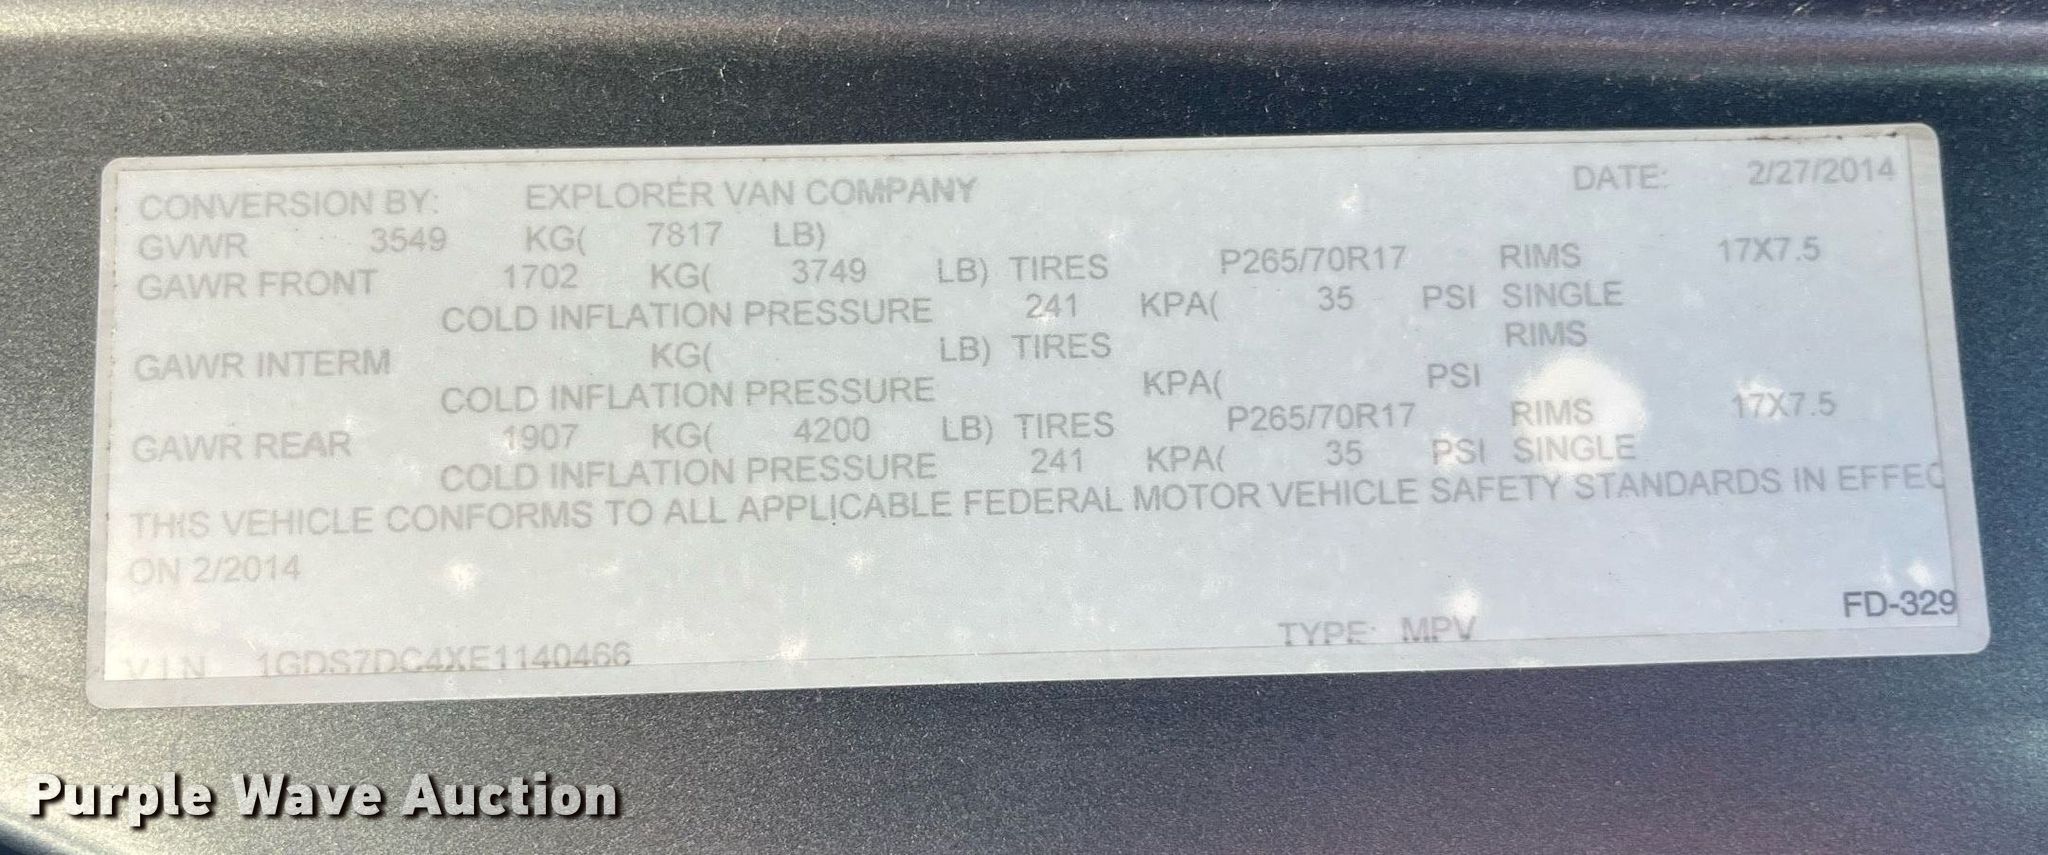 CONVERSION BY: EXPLORER VAN COMPANY DATE: 2/27/2014
GVWR 3549 KG( 7817 LB)
GAWR FRONT 1702 KG( 3749 LB) TIRES P265/70R17 RIMS 17X7.5
COLD INFLATION PRESSURE 241 KPA( 35 PSI SINGLE
GAWR INTERM KG( LB) TIRES RIMS
COLD INFLATION PRESSURE KPA( PSI
GAWR REAR 1907 KG( 4200 LB) TIRES P265/70R17 RIMS 17X7.5
COLD INFLATION PRESSURE 241 KPA( 35 PSI SINGLE
THIS VEHICLE CONFORMS TO ALL APPLICABLE FEDERAL MOTOR VEHICLE SAFETY STANDARDS IN EFFEC
ON 2/2014
FD-329
V I N 1GDS7DC4XE1140466 TYPE: MPV
Purple Wave Auction